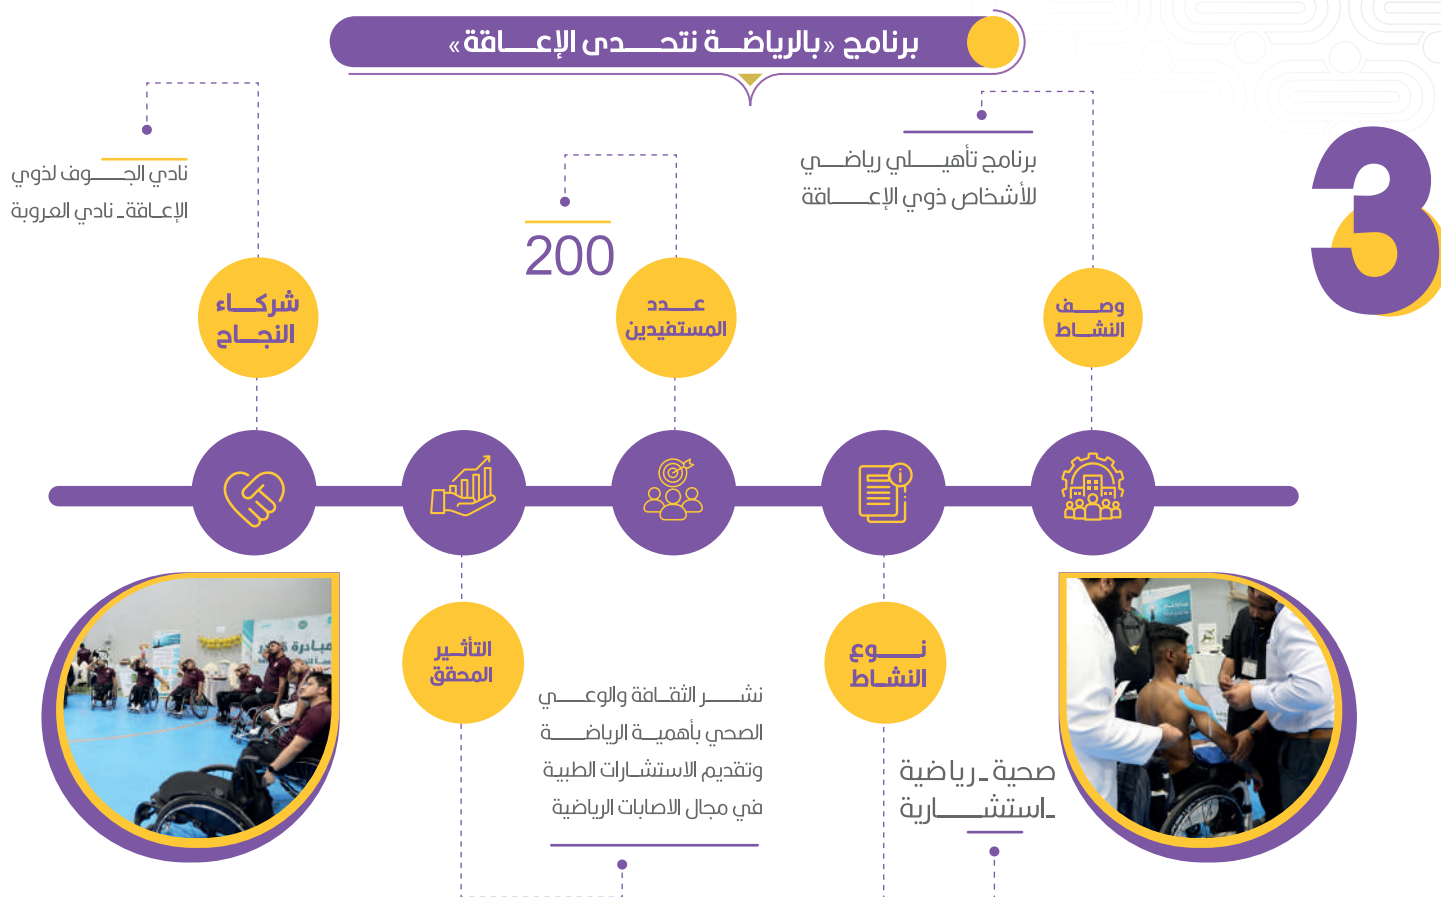 برنامج «بالرياضة نتحدى الإعاقة»
3
برنامج تأهيلي رياضي
للأشخاص ذوي الإعاقة
وصف
النشاط
200
عدد
المستفيدين
نادي الجوف لذوي
الإعاقة- نادي العروبة
شركاء
النجاح
نوع
النشاط
صحية - رياضية
-استشارية
التأثير
المحقق
نشر الثقافة والوعي
الصحي بأهمية الرياضة
وتقديم الاستشارات الطبية
في مجال الاصابات الرياضية
مبادرة